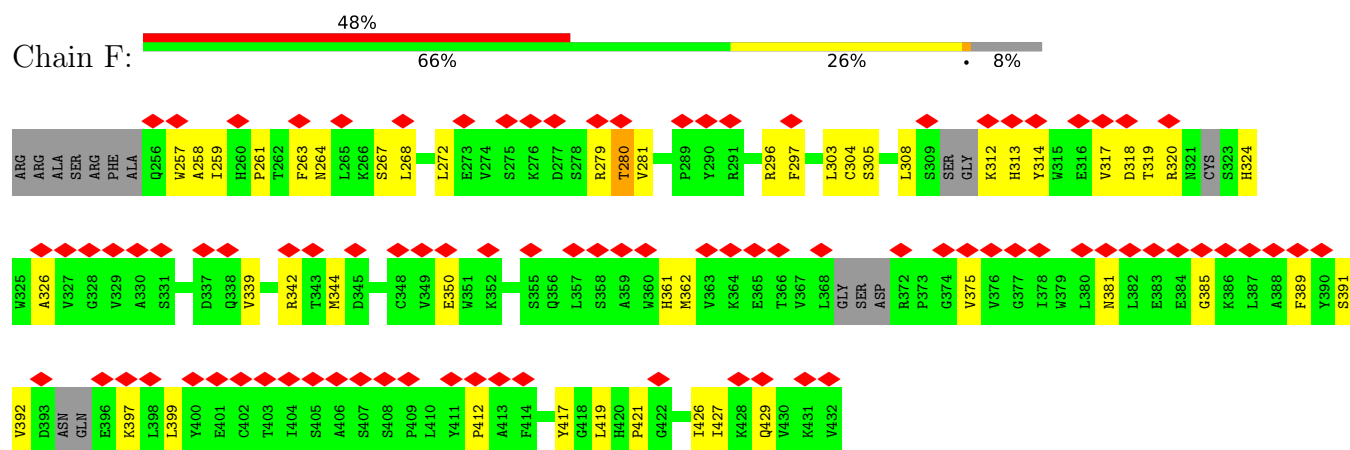 48%
Chain F:
66% 26% • 8%
ARG ARG ALA SER ARG PHE ALA Q256 W257 A258 I259 H260 P261 T262 F263 N264 L265 K266 S267 L268 L272 E273 V274 S275 K276 D277 S278 R279 T280 V281 P289 Y290 R291 R296 F297 L303 C304 S305 L308 S309 SER GLY K312 H313 Y314 W315 E316 V317 D318 T319 R320 N321 CYS S323 H324
W325 A326 V327 G328 V329 A330 S331 D337 Q338 V339 R342 T343 M344 D345 C348 V349 E350 W351 K352 S355 Q356 L357 S358 A359 W360 H361 M362 V363 K364 E365 T366 V367 L368 GLY SER ASP R372 P373 G374 V375 V376 G377 I378 W379 L380 N381 L382 E383 E384 G385 K386 L387 A388 F389 Y390 S391
V392 D393 ASN GLN E396 K397 L398 L399 Y400 E401 C402 T403 I404 S405 A406 S407 S408 P409 L410 Y411 P412 A413 F414 Y417 G418 L419 H420 P421 G422 I426 I427 K428 Q429 V430 K431 V432